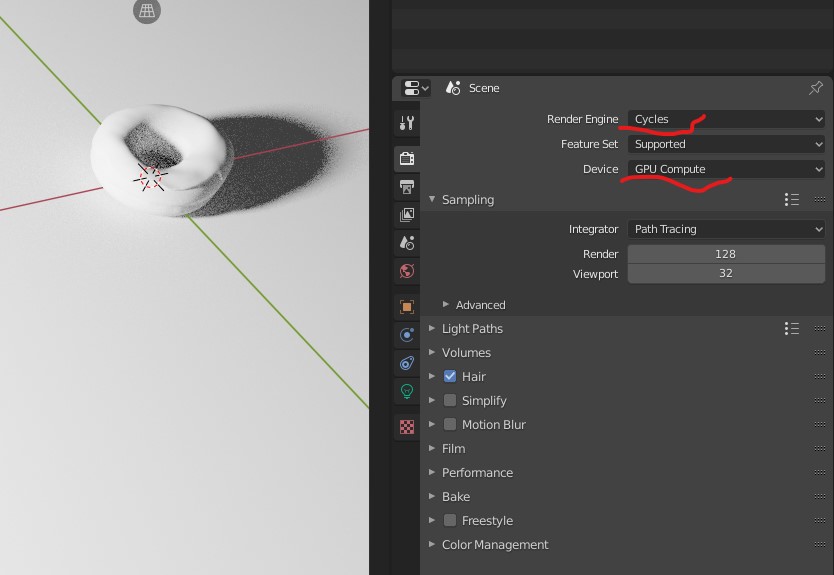 Scene
Render Engine Cycles
Feature Set Supported
Device GPU Compute
Sampling
Integrator Path Tracing
Render 128
Viewport 32
Advanced
Light Paths
Volumes
Hair
Simplify
Motion Blur
Film
Performance
Bake
Freestyle
Color Management